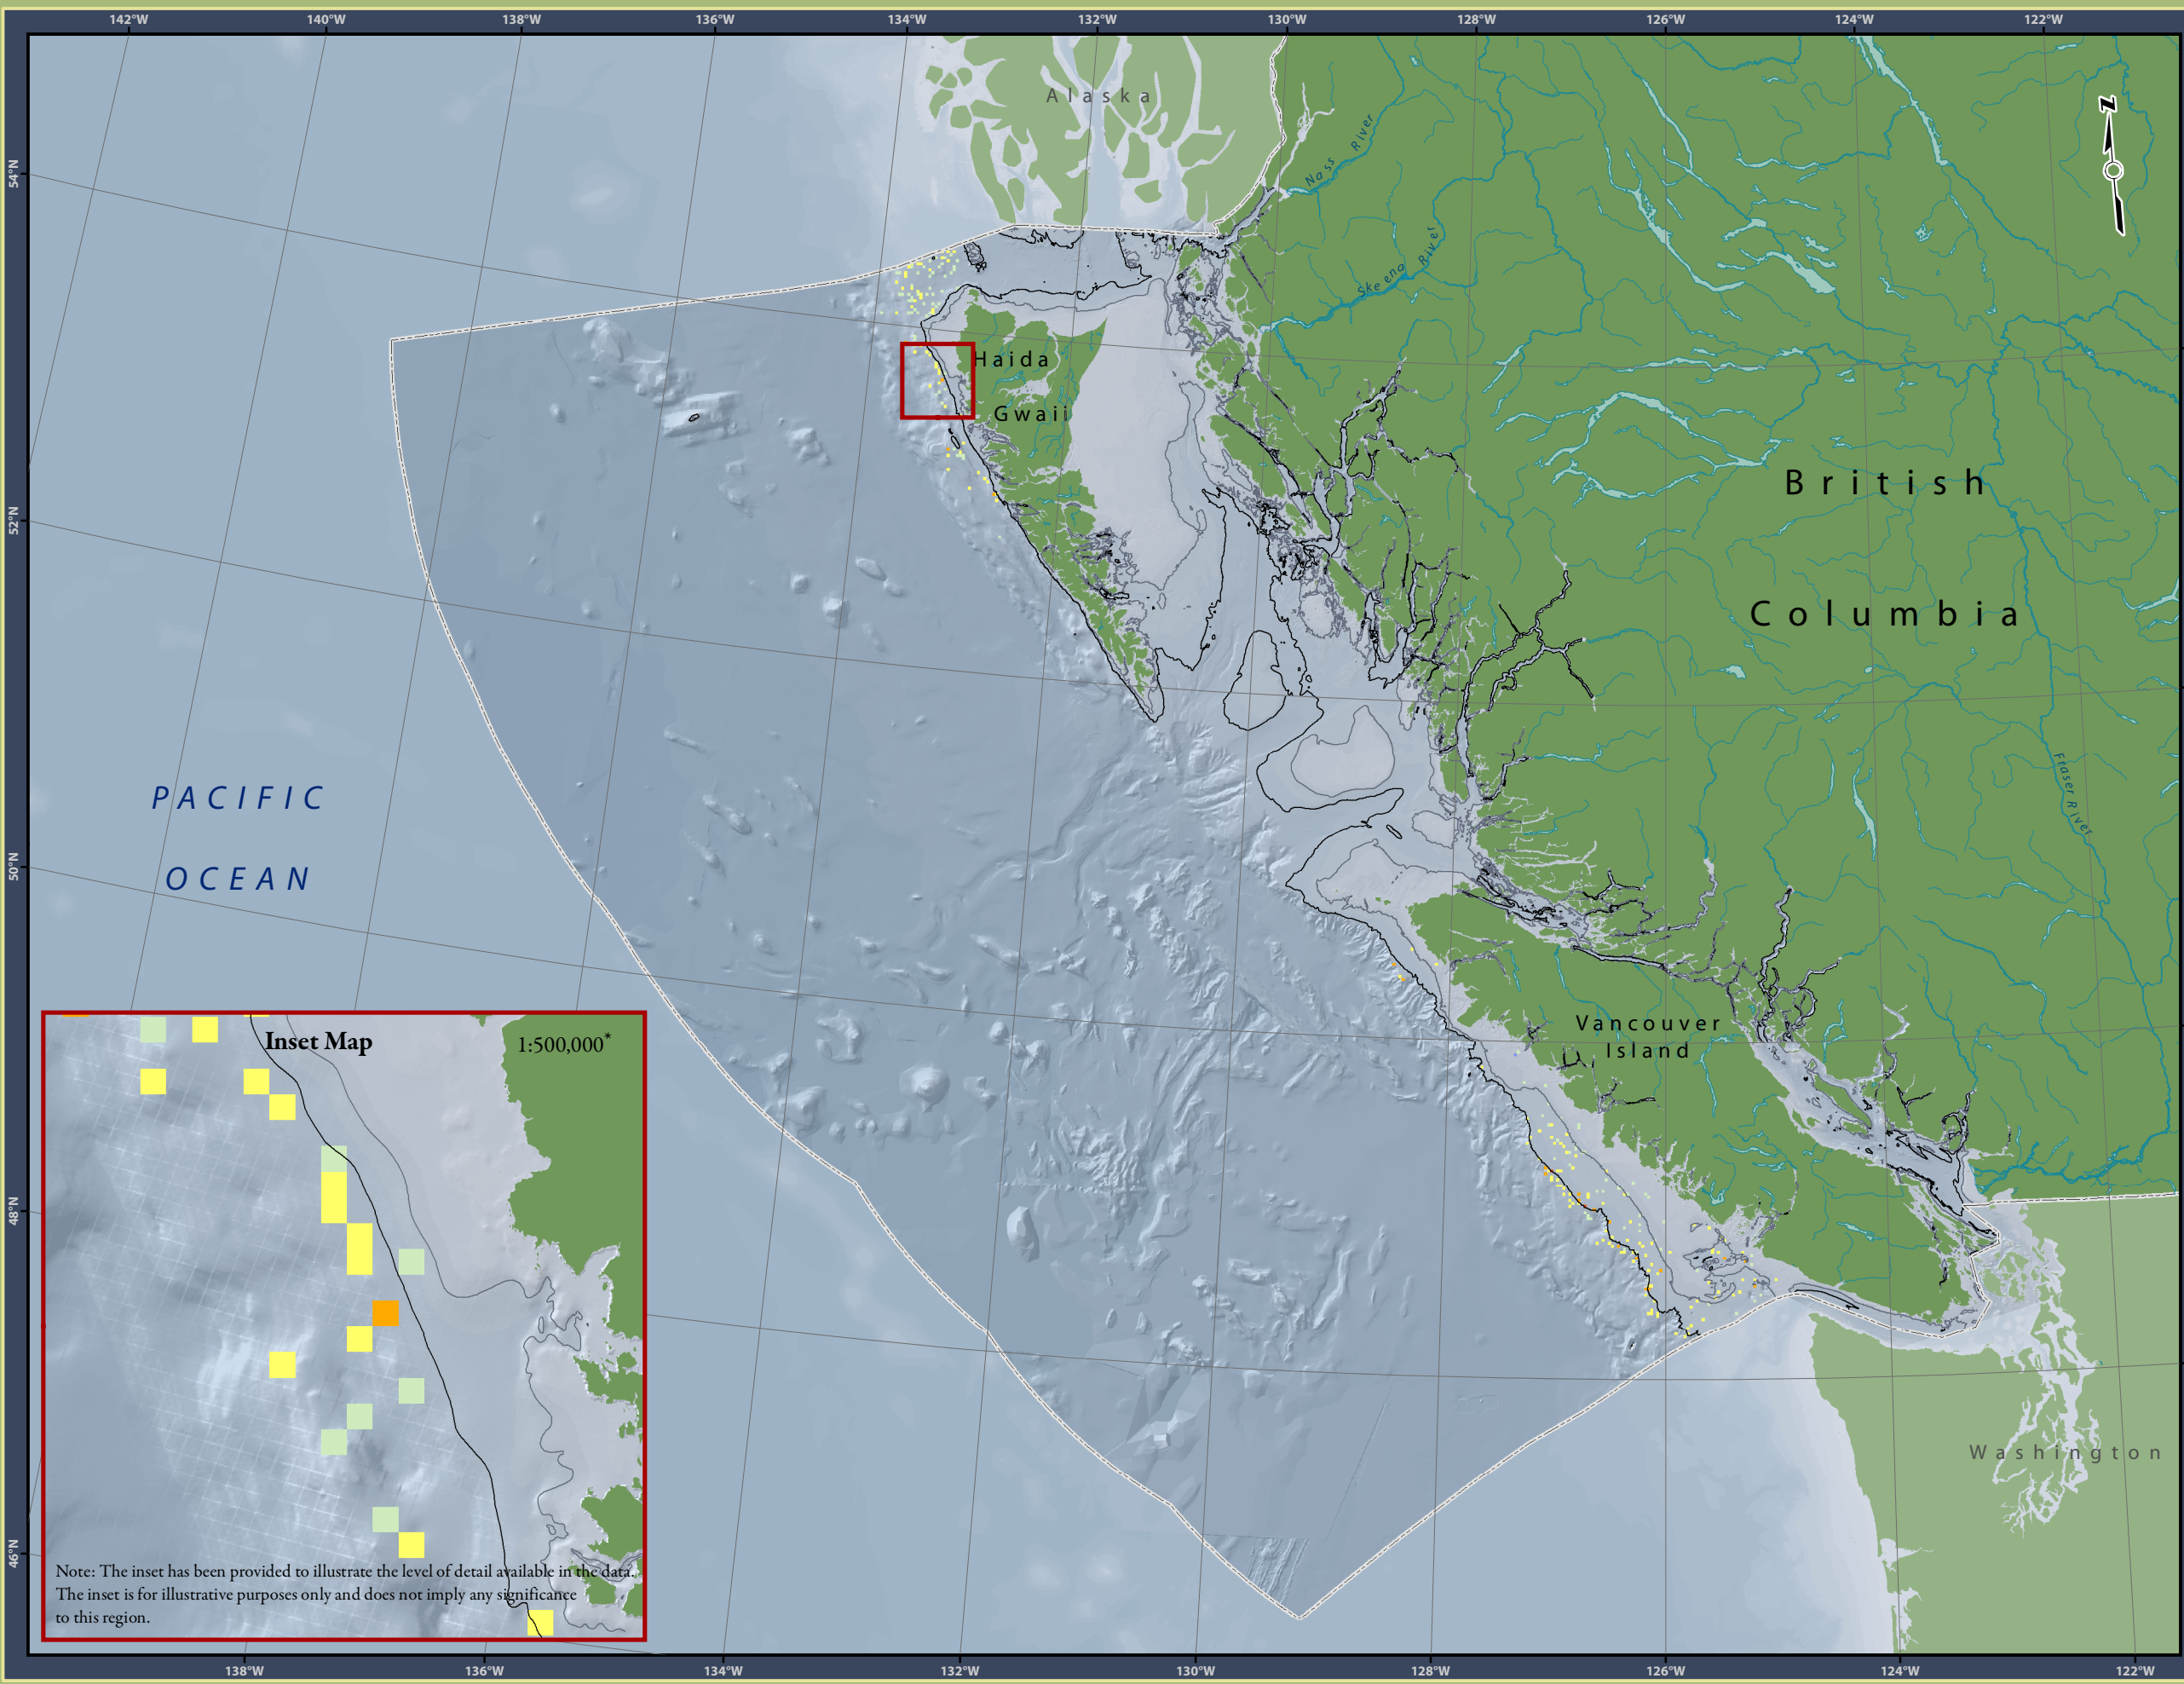 142°W 140°W 138°W 136°W 134°W 132°W 130°W 128°W 126°W 124°W 122°W
Alaska
N
54°N
Nass River
Skeena River
Haida
Gwaii
52°N
British
Columbia
Fraser River
PACIFIC
OCEAN
50°N
Vancouver
Island
Inset Map
1:500,000*
48°N
Washington
46°N
Note: The inset has been provided to illustrate the level of detail available in the data.
The inset is for illustrative purposes only and does not imply any significance
to this region.
138°W 136°W 134°W 132°W 130°W 128°W 126°W 124°W 122°W